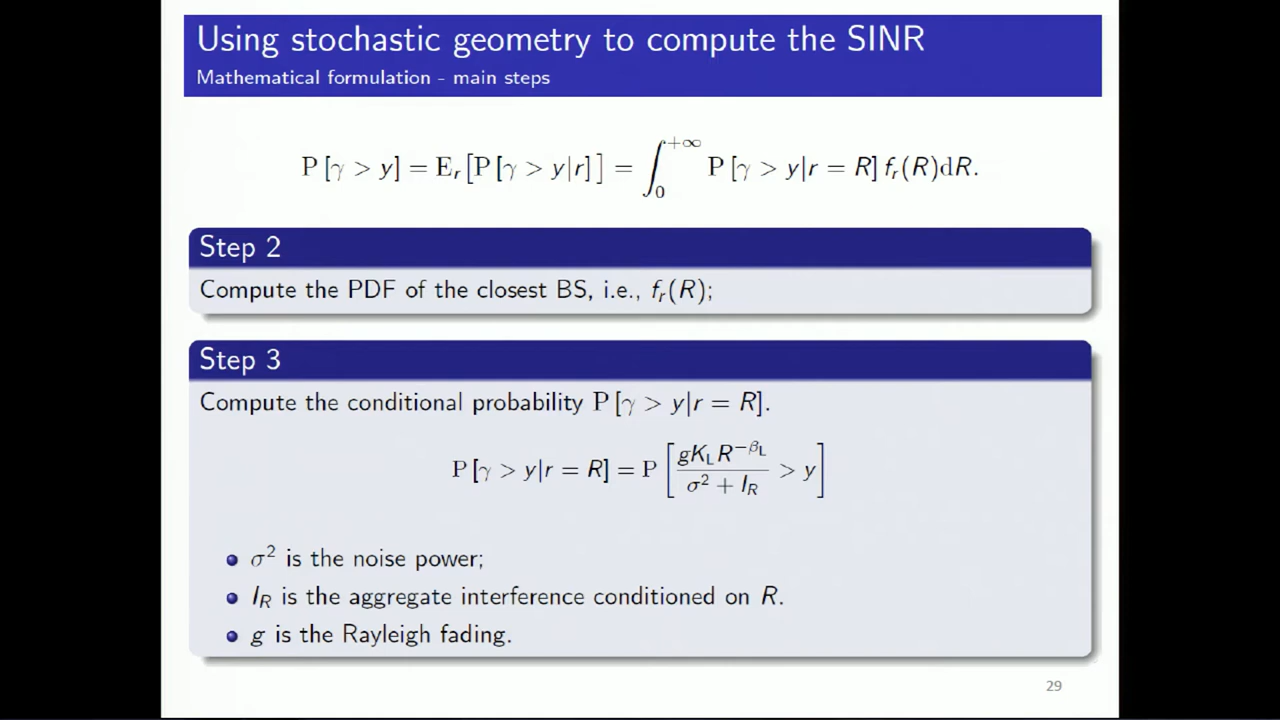 Using stochastic geometry to compute the SINR
Mathematical formulation - main steps
P [γ > y] = E_r [P [γ > y|r] ] = ∫_0^{+∞} P [γ > y|r = R] f_r(R)dR.
Step 2
Compute the PDF of the closest BS, i.e., f_r(R);
Step 3
Compute the conditional probability P [γ > y|r = R].
P [γ > y|r = R] = P [ gK_L R^{−β_L} / σ² + I_R > y ]
σ² is the noise power;
I_R is the aggregate interference conditioned on R.
g is the Rayleigh fading.
29